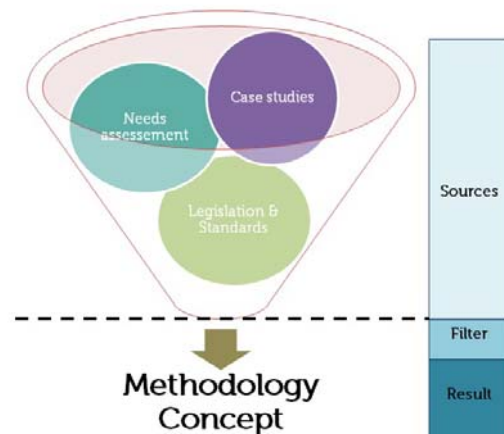 Case studies
Needs
assessement
Legislation &
Standards
Sources
Filter
Methodology
Concept
Result